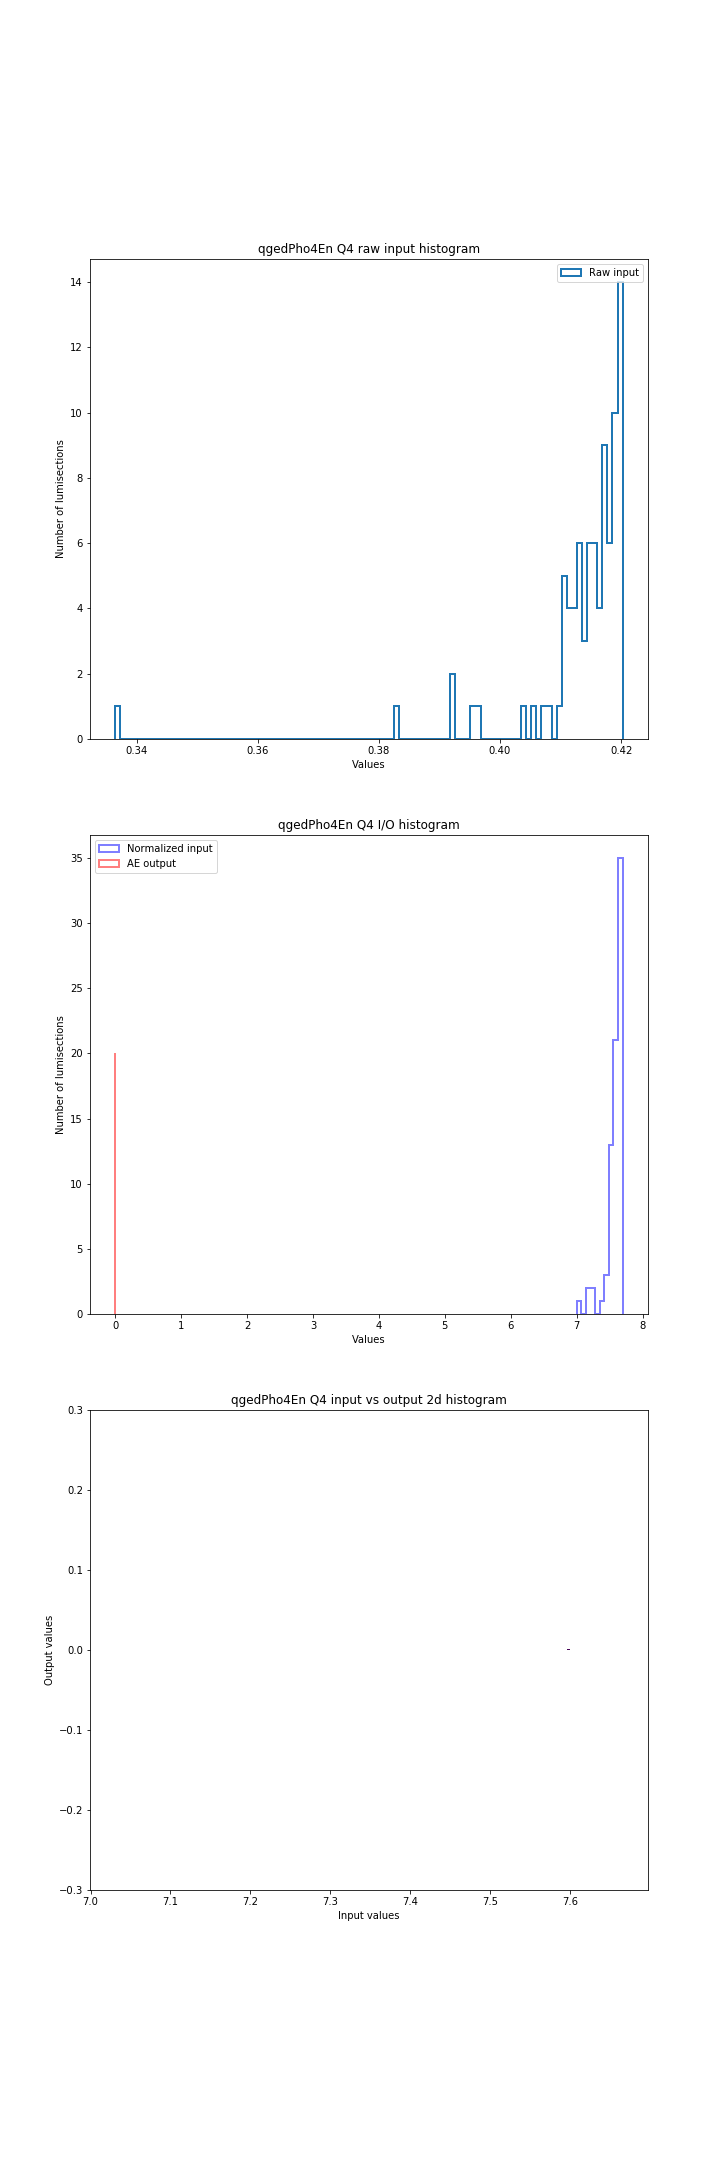 qgedPho4En Q4 raw input histogram
Raw input
14
12
10
8
6
4
2
0
Number of lumisections
0.34 0.36 0.38 0.40 0.42
Values
qgedPho4En Q4 I/O histogram
Normalized input
AE output
35
30
25
20
15
10
5
0
Number of lumisections
0 1 2 3 4 5 6 7 8
Values
qgedPho4En Q4 input vs output 2d histogram
0.3
0.2
0.1
0.0
−0.1
−0.2
−0.3
Output values
7.0 7.1 7.2 7.3 7.4 7.5 7.6
Input values